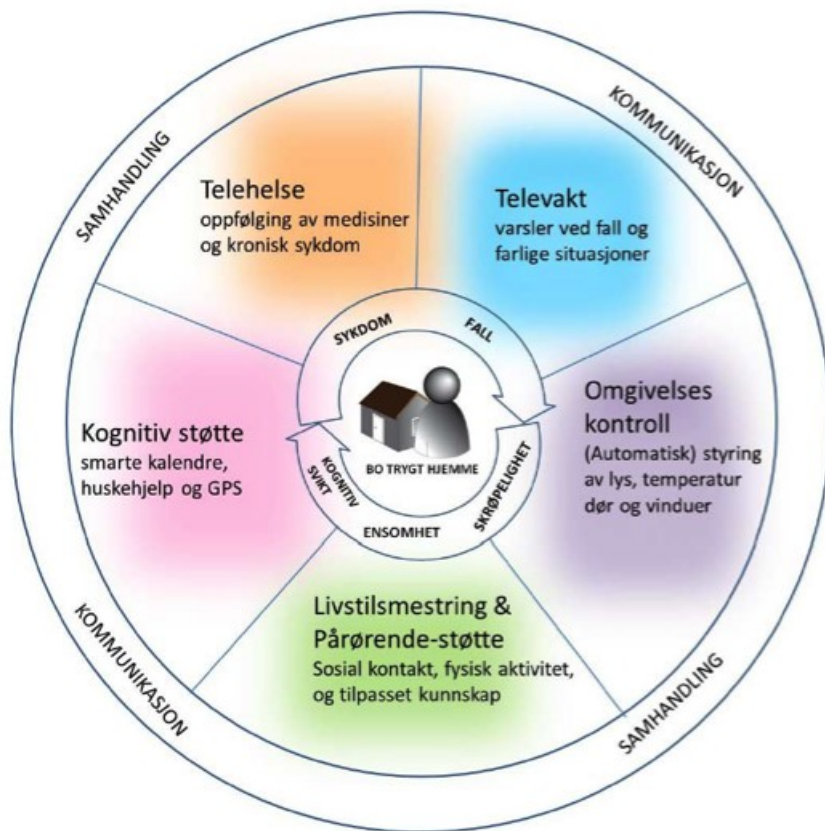 SAMHANDLING
KOMMUNIKASJON
Telehelse
oppfølging av medisiner
og kronisk sykdom
Televakt
varsler ved fall og
farlige situasjoner
SYKDOM
FALL
Kognitiv støtte
smarte kalendre,
huskehjelp og GPS
Omgivelses
kontroll
(Automatisk) styring
av lys, temperatur
dør og vinduer
BO TRYGT HJEMME
KOGNITIV
SVIKT
ENSOMHET
SKRØPELIGHET
Livstilsmestring &
Pårørende-støtte
Sosial kontakt, fysisk aktivitet,
og tilpasset kunnskap
KOMMUNIKASJON
SAMHANDLING